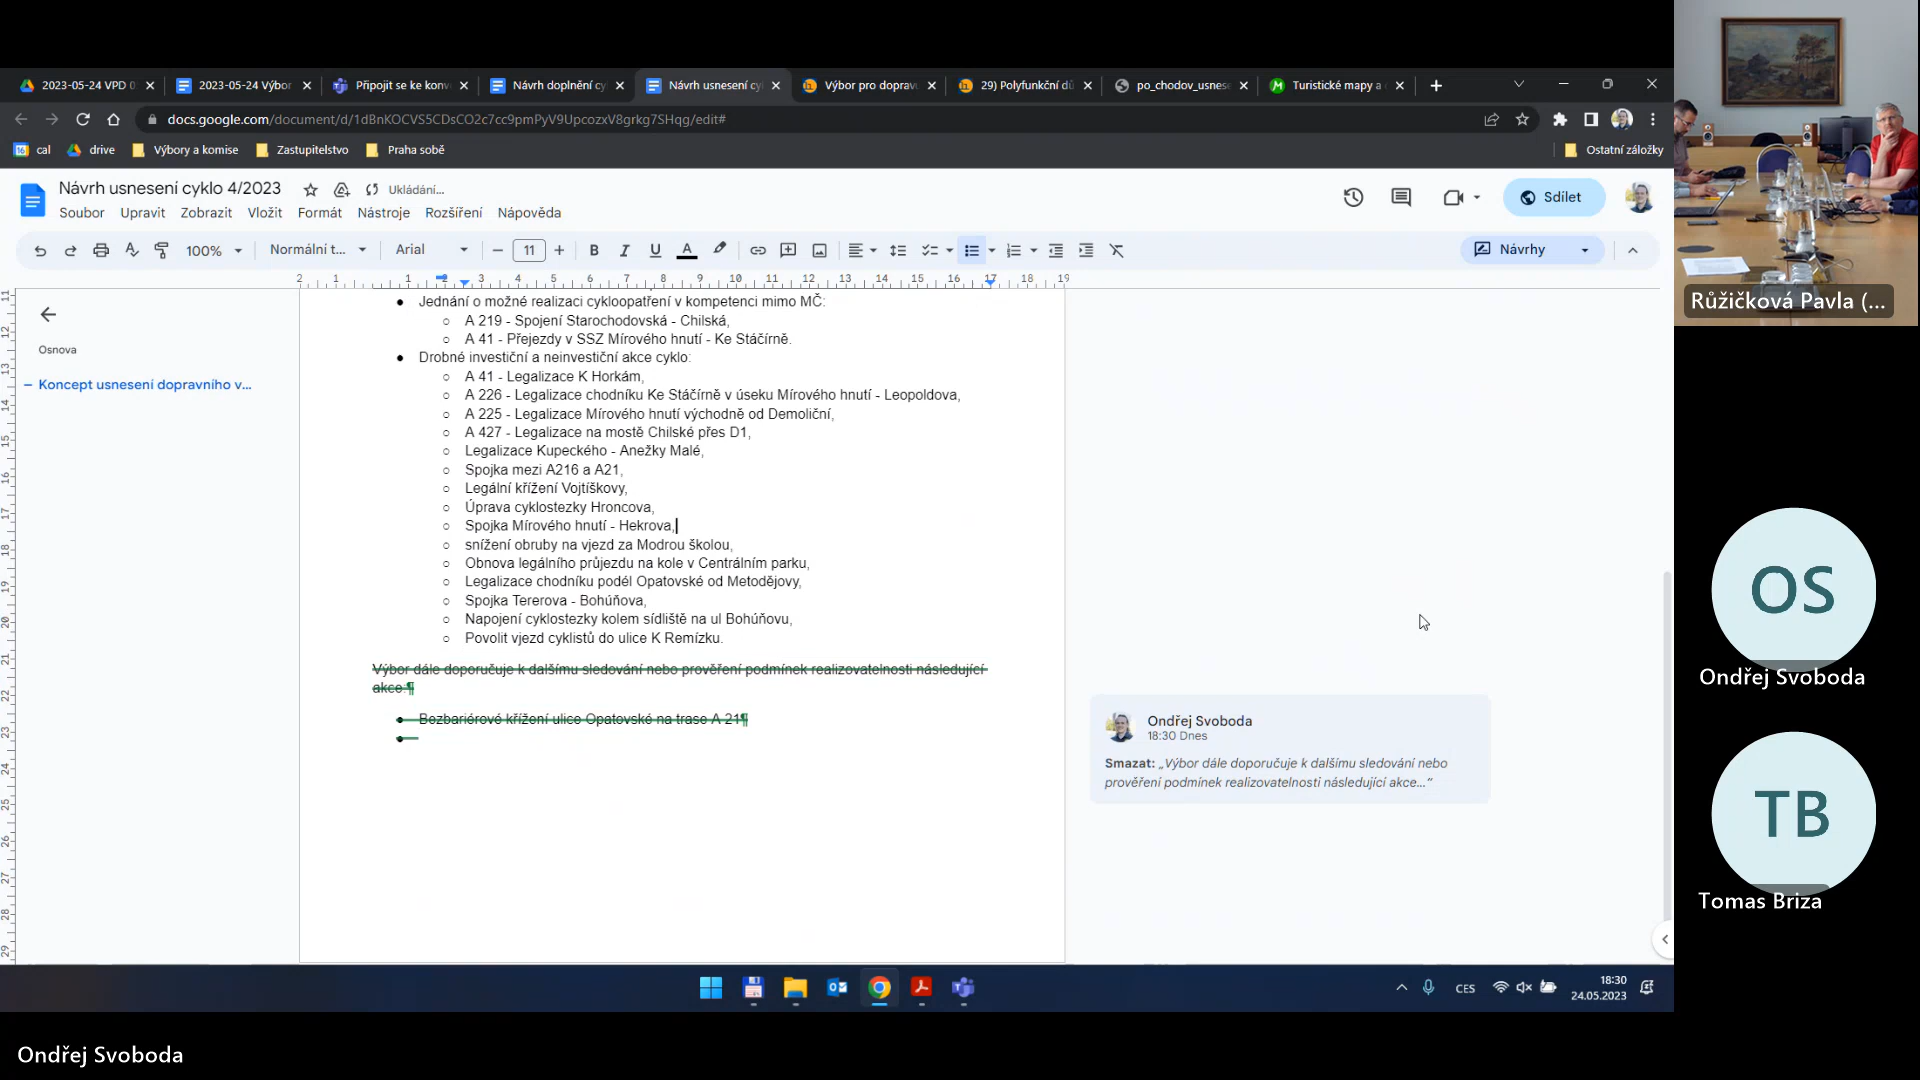 2023-05-24 VPD 0
2023-05-24 Výbor
Připojit se ke konv
Návrh doplnění cy
Návrh usnesení cy
Výbor pro doprav
29) Polyfunkční dů
po_chodov_usnes
Turistické mapy a
docs.google.com/document/d/1dBnKOCVS5CDsCO2c7cc9pmPyV9UpcozxV8grkg7SHqg/edit#
cal drive Výbory a komise Zastupitelstvo Praha sobě Ostatní záložky
Návrh usnesení cyklo 4/2023 Ukládání…
Soubor Upravit Zobrazit Vložit Formát Nástroje Rozšíření Nápověda
Sdílet
100% Normální t… Arial 11 Návrhy
Osnova
Koncept usnesení dopravního v…
Jednání o možné realizaci cykloopatření v kompetenci mimo MČ:
A 219 - Spojení Starochodovská - Chilská,
A 41 - Přejezdy v SSZ Mírového hnutí - Ke Stáčírně.
Drobné investiční a neinvestiční akce cyklo:
A 41 - Legalizace K Horkám,
A 226 - Legalizace chodníku Ke Stáčírně v úseku Mírového hnutí - Leopoldova,
A 225 - Legalizace Mírového hnutí východně od Demoliční,
A 427 - Legalizace na mostě Chilské přes D1,
Legalizace Kupeckého - Anežky Malé,
Spojka mezi A216 a A21,
Legální křížení Vojtíškovy,
Úprava cyklostezky Hroncova,
Spojka Mírového hnutí - Hekrova,
snížení obruby na vjezd za Modrou školou,
Obnova legálního průjezdu na kole v Centrálním parku,
Legalizace chodníku podél Opatovské od Metodějovy,
Spojka Tererova - Bohúňova,
Napojení cyklostezky kolem sídliště na ul Bohúňovu,
Povolit vjezd cyklistů do ulice K Remízku.
Výbor dále doporučuje k dalšímu sledování nebo prověření podmínek realizovatelnosti následující
akce:¶
Bezbariérové křížení ulice Opatovské na trase A 21¶
Ondřej Svoboda
18:30 Dnes
Smazat: „Výbor dále doporučuje k dalšímu sledování nebo
prověření podmínek realizovatelnosti následující akce…“
Růžičková Pavla (...
OS
Ondřej Svoboda
TB
Tomas Briza
CES
18:30
24.05.2023
Ondřej Svoboda